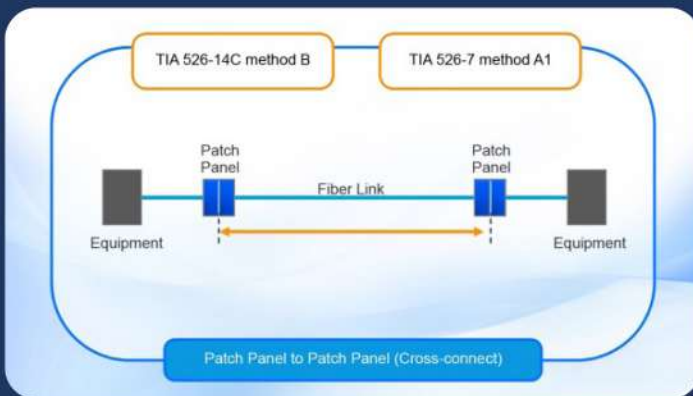 TIA 526-14C method B
TIA 526-7 method A1
Patch
Panel
Patch
Panel
Fiber Link
Equipment
Equipment
Patch Panel to Patch Panel (Cross-connect)